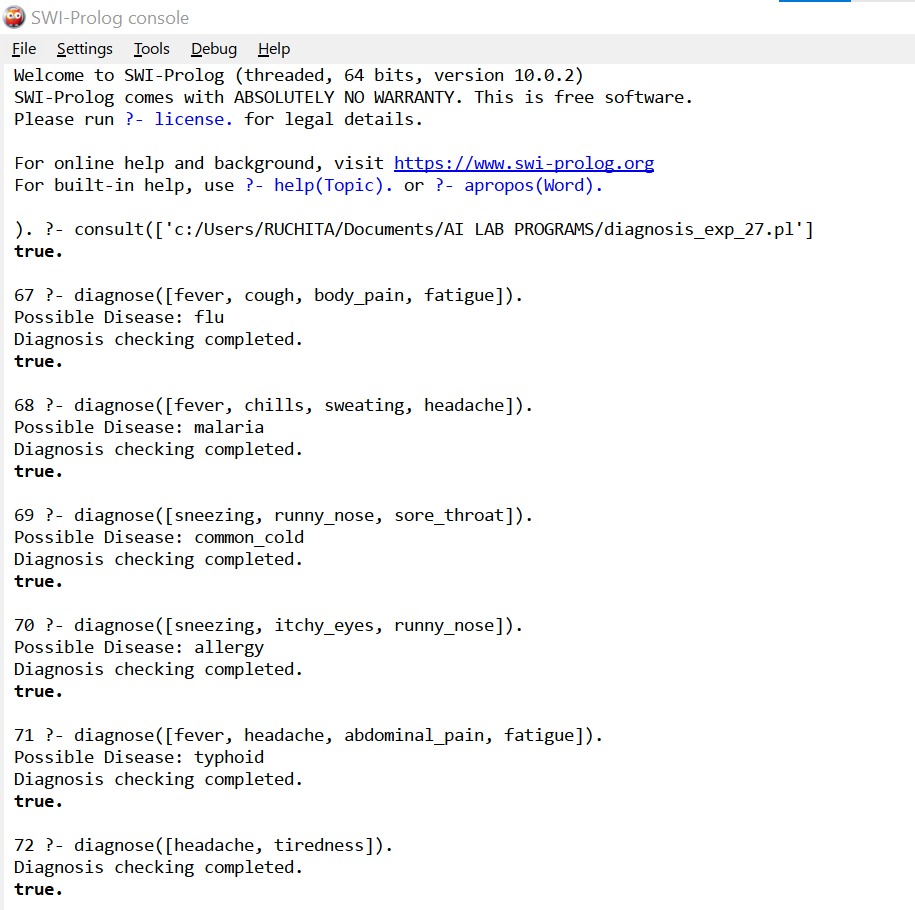 SWI-Prolog console
File Settings Tools Debug Help
Welcome to SWI-Prolog (threaded, 64 bits, version 10.0.2)
SWI-Prolog comes with ABSOLUTELY NO WARRANTY. This is free software.
Please run ?- license. for legal details.
For online help and background, visit https://www.swi-prolog.org
For built-in help, use ?- help(Topic). or ?- apropos(Word).
). ?- consult(['c:/Users/RUCHITA/Documents/AI LAB PROGRAMS/diagnosis_exp_27.pl']
true.
67 ?- diagnose([fever, cough, body_pain, fatigue]).
Possible Disease: flu
Diagnosis checking completed.
true.
68 ?- diagnose([fever, chills, sweating, headache]).
Possible Disease: malaria
Diagnosis checking completed.
true.
69 ?- diagnose([sneezing, runny_nose, sore_throat]).
Possible Disease: common_cold
Diagnosis checking completed.
true.
70 ?- diagnose([sneezing, itchy_eyes, runny_nose]).
Possible Disease: allergy
Diagnosis checking completed.
true.
71 ?- diagnose([fever, headache, abdominal_pain, fatigue]).
Possible Disease: typhoid
Diagnosis checking completed.
true.
72 ?- diagnose([headache, tiredness]).
Diagnosis checking completed.
true.